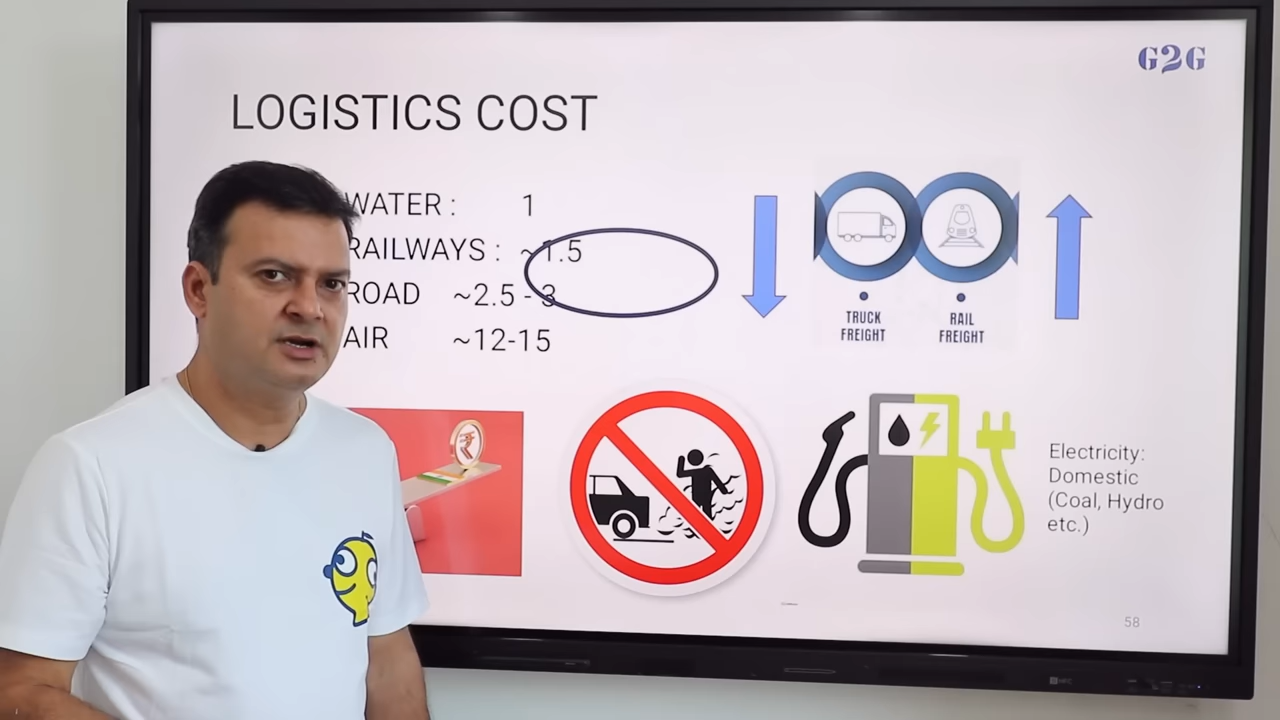 G2G
LOGISTICS COST
WATER : 1
RAILWAYS : ~1.5
ROAD ~2.5 - 3
AIR ~12-15
TRUCK
FREIGHT
RAIL
FREIGHT
₹
Electricity:
Domestic
(Coal, Hydro
etc.)
58